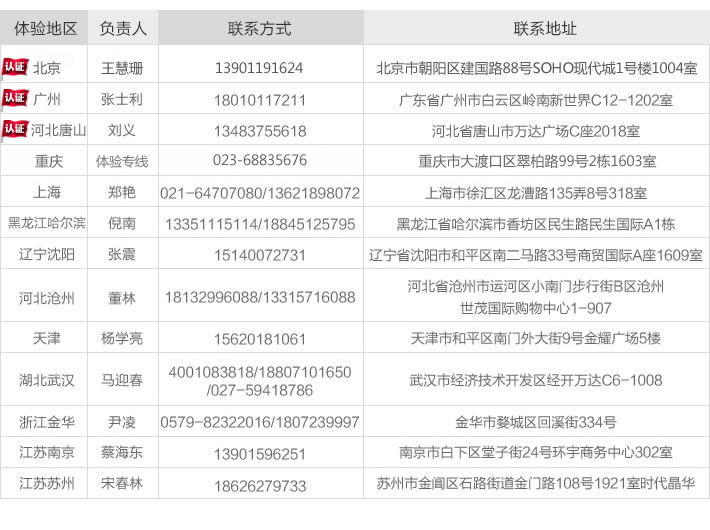 体验地区 负责人 联系方式 联系地址
认证 北京 王慧珊 13901191624 北京市朝阳区建国路88号SOHO现代城1号楼1004室
认证 广州 张士利 18010117211 广东省广州市白云区岭南新世界C12-1202室
认证 河北唐山 刘义 13483755618 河北省唐山市万达广场C座2018室
重庆 体验专线 023-68835676 重庆市大渡口区翠柏路99号2栋1603室
上海 郑艳 021-64707080/13621898072 上海市徐汇区龙漕路135弄8号318室
黑龙江哈尔滨 倪南 13351115114/18845125795 黑龙江省哈尔滨市香坊区民生路民生国际A1栋
辽宁沈阳 张震 15140072731 辽宁省沈阳市和平区南二马路33号商贸国际A座1609室
河北沧州 董林 18132996088/13315716088 河北省沧州市运河区小南门步行街B区沧州
世茂国际购物中心1-907
天津 杨学亮 15620181061 天津市和平区南门外大街9号金耀广场5楼
湖北武汉 马迎春 4001083818/18807101650
/027-59418786 武汉市经济技术开发区经开万达C6-1008
浙江金华 尹凌 0579-82322016/1807239997 金华市婺城区回溪街334号
江苏南京 蔡海东 13901596251 南京市白下区堂子街24号环宇商务中心302室
江苏苏州 宋春林 18626279733 苏州市金阊区石路街道金门路108号1921室时代晶华